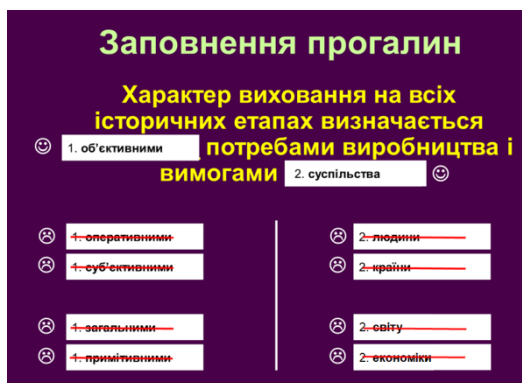 Заповнення прогалин
Характер виховання на всіх
історичних етапах визначається
1. об'єктивними потребами виробництва і
вимогами 2. суспільства
1. оперативними
1. суб'єктивними
1. загальними
1. примітивними
2. людини
2. країни
2. світу
2. економіки